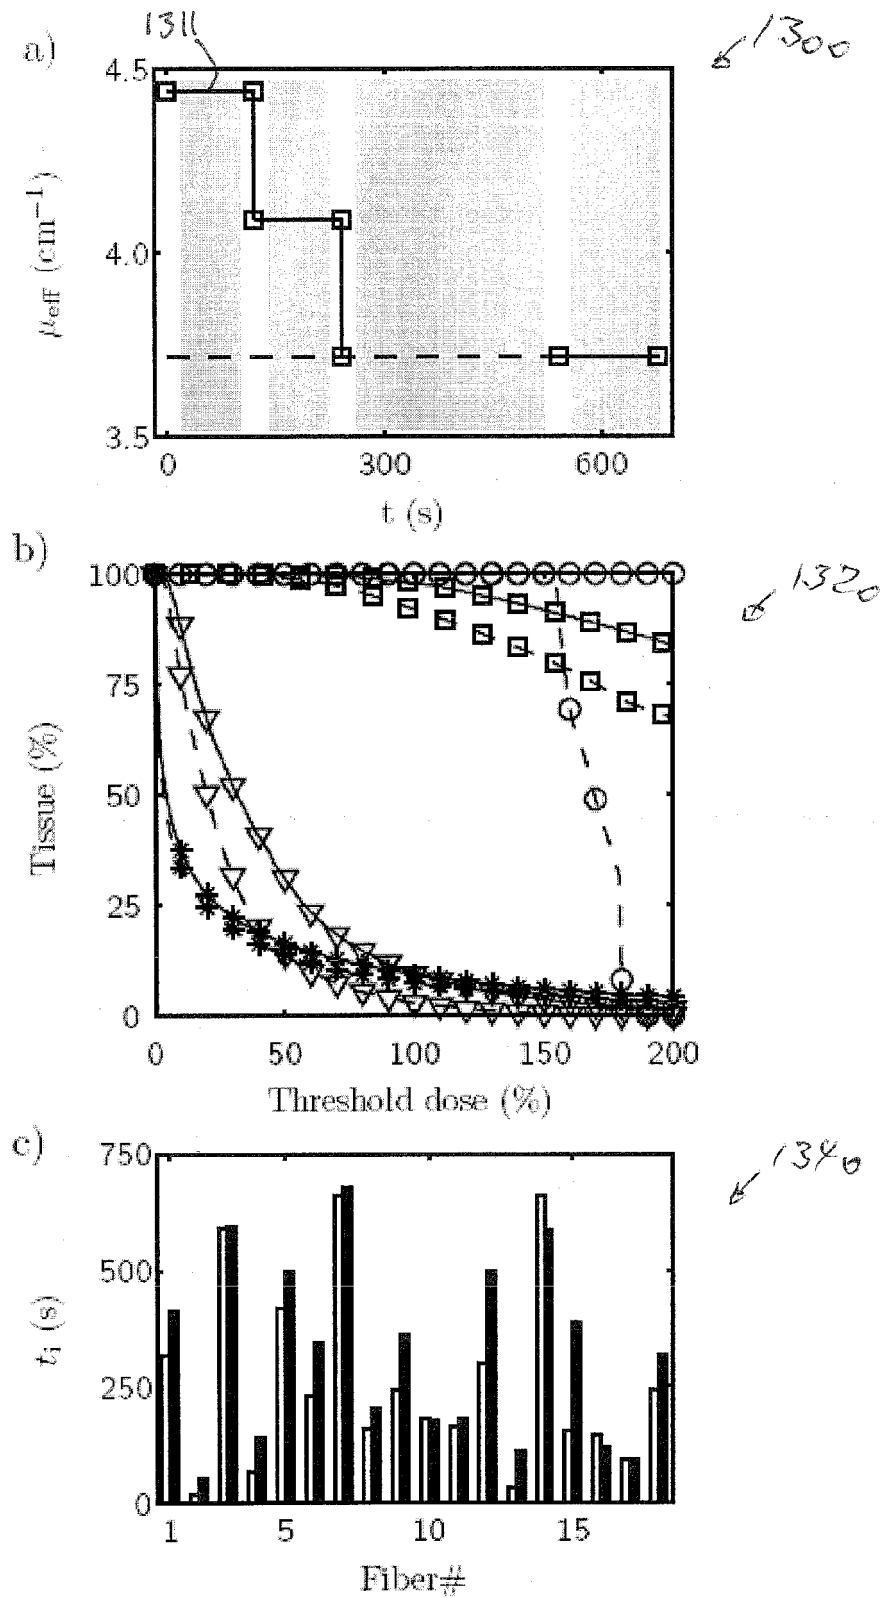 a)
1311
1300
4.5
4.0
3.5
μeff (cm−1)
0 300 600
t (s)
b)
1320
100
75
50
25
0
Tissue (%)
0 50 100 150 200
Threshold dose (%)
c)
1340
750
500
250
0
ti (s)
1 5 10 15
Fiber#